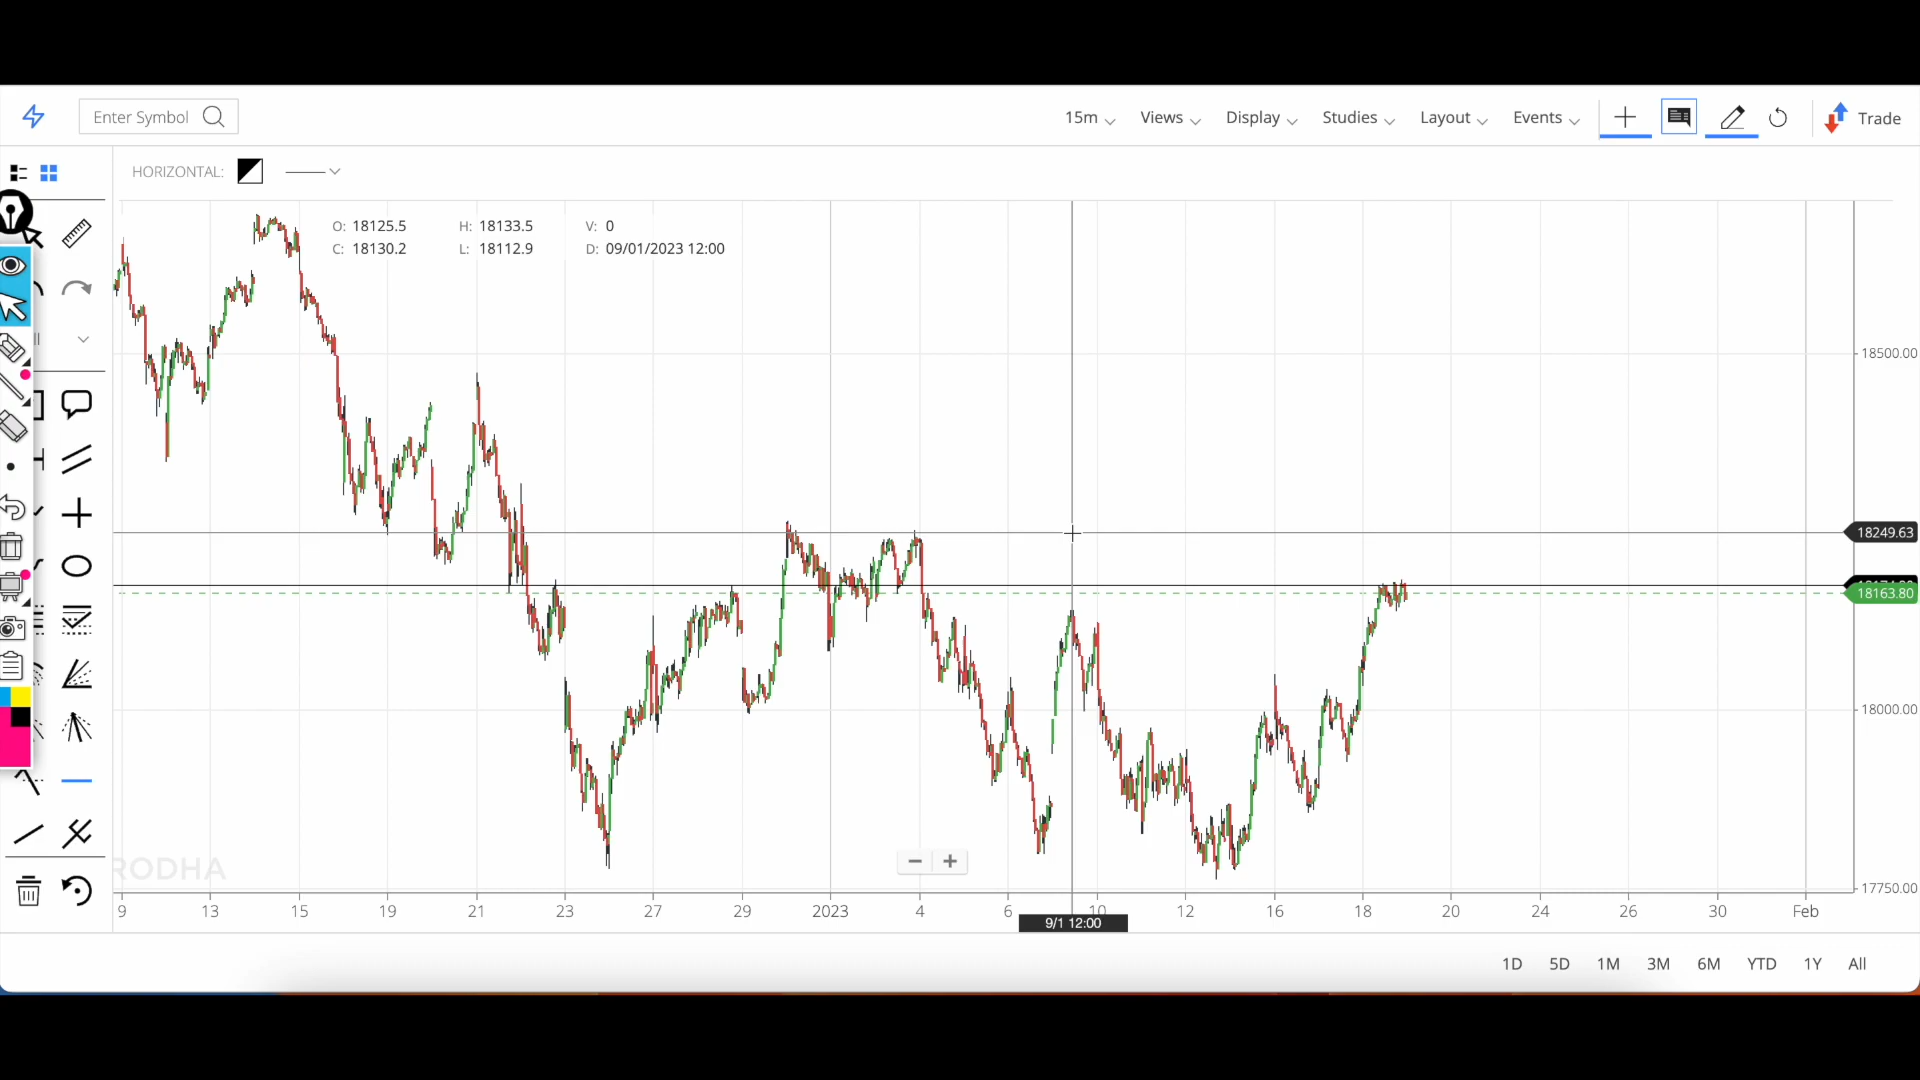 Enter Symbol
15m Views Display Studies Layout Events Trade
HORIZONTAL:
O: 18125.5 H: 18133.5 V: 0
C: 18130.2 L: 18112.9 D: 09/01/2023 12:00
18500.00
18249.63
18163.80
18000.00
17750.00
RODHA
9 13 15 19 21 23 27 29 2023 4 6 10 12 16 18 20 24 26 30 Feb
9/1 12:00
1D 5D 1M 3M 6M YTD 1Y All